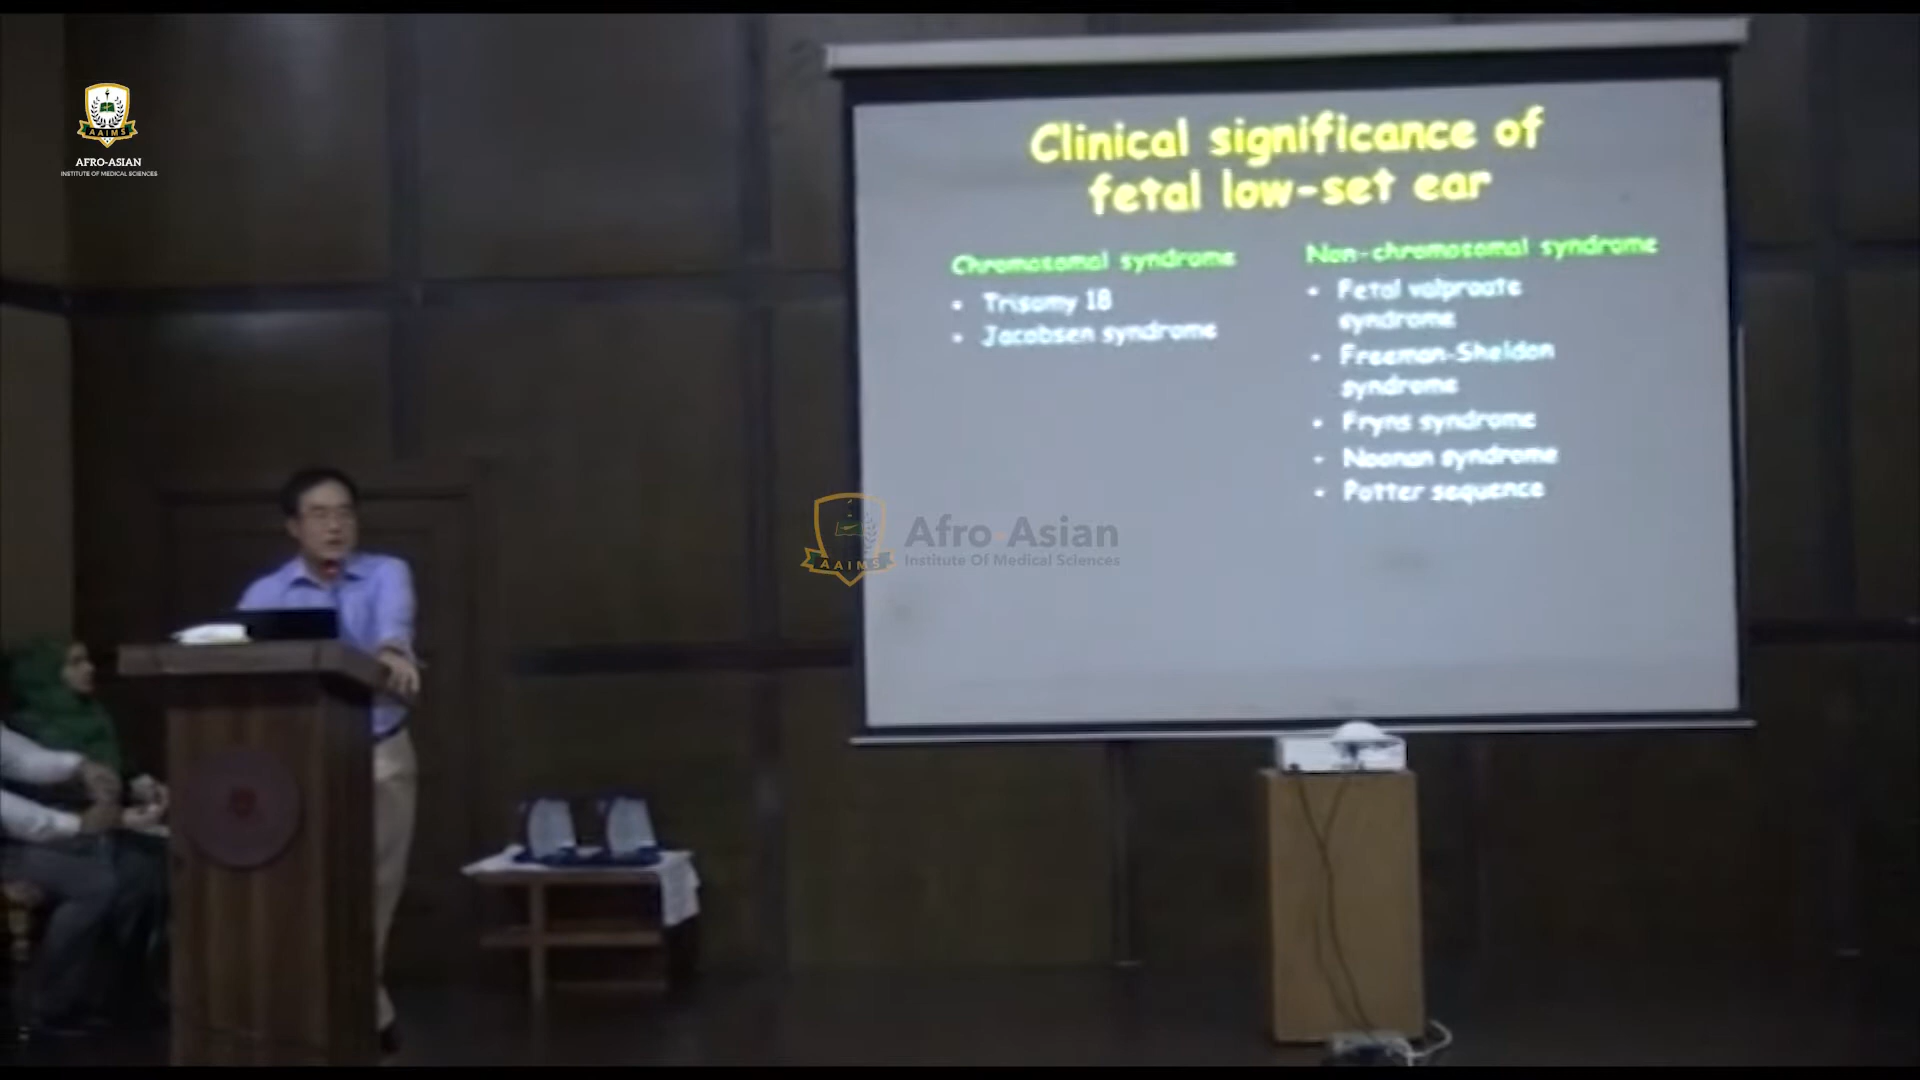 AAIMS
AFRO-ASIAN
INSTITUTE OF MEDICAL SCIENCES
Clinical significance of
fetal low-set ear
Chromosomal syndrome
• Trisomy 18
• Jacobsen syndrome
Non-chromosomal syndrome
• Fetal valproate
syndrome
• Freeman-Sheldon
syndrome
• Fryns syndrome
• Noonan syndrome
• Potter sequence
AAIMS
Afro-Asian
Institute Of Medical Sciences